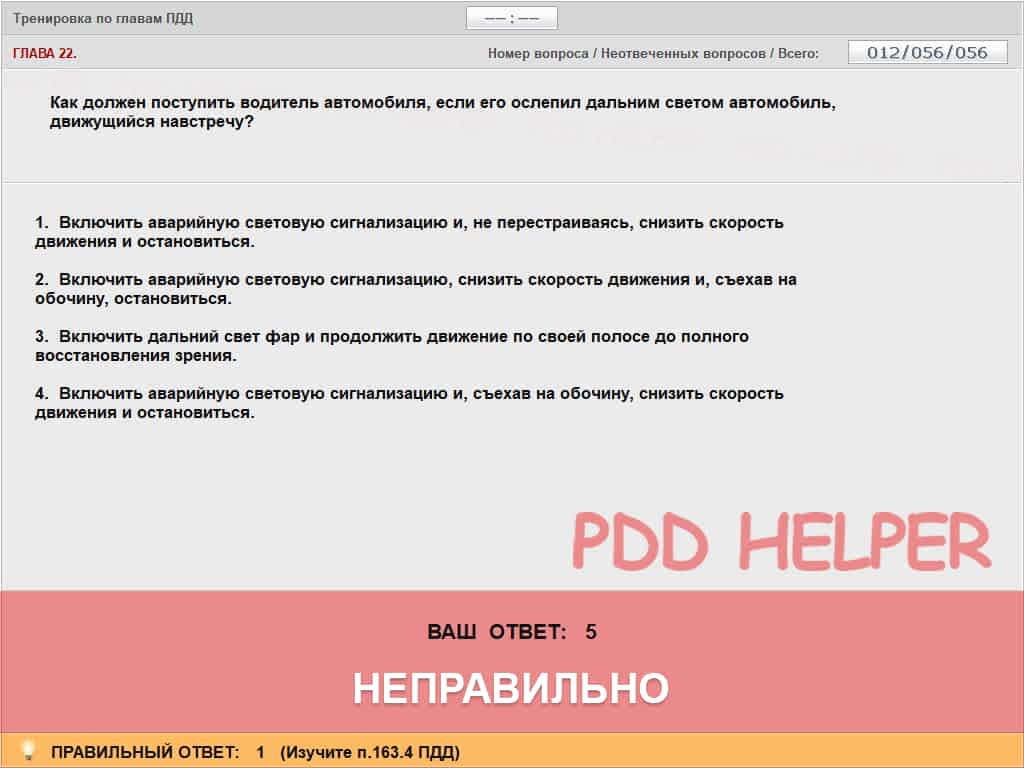 Тренировка по главам ПДД
–– : ––
ГЛАВА 22.
Номер вопроса / Неотвеченных вопросов / Всего:
012/056/056
Как должен поступить водитель автомобиля, если его ослепил дальним светом автомобиль,
движущийся навстречу?
1. Включить аварийную световую сигнализацию и, не перестраиваясь, снизить скорость
движения и остановиться.
2. Включить аварийную световую сигнализацию, снизить скорость движения и, съехав на
обочину, остановиться.
3. Включить дальний свет фар и продолжить движение по своей полосе до полного
восстановления зрения.
4. Включить аварийную световую сигнализацию и, съехав на обочину, снизить скорость
движения и остановиться.
PDD HELPER
ВАШ ОТВЕТ: 5
НЕПРАВИЛЬНО
ПРАВИЛЬНЫЙ ОТВЕТ: 1 (Изучите п.163.4 ПДД)